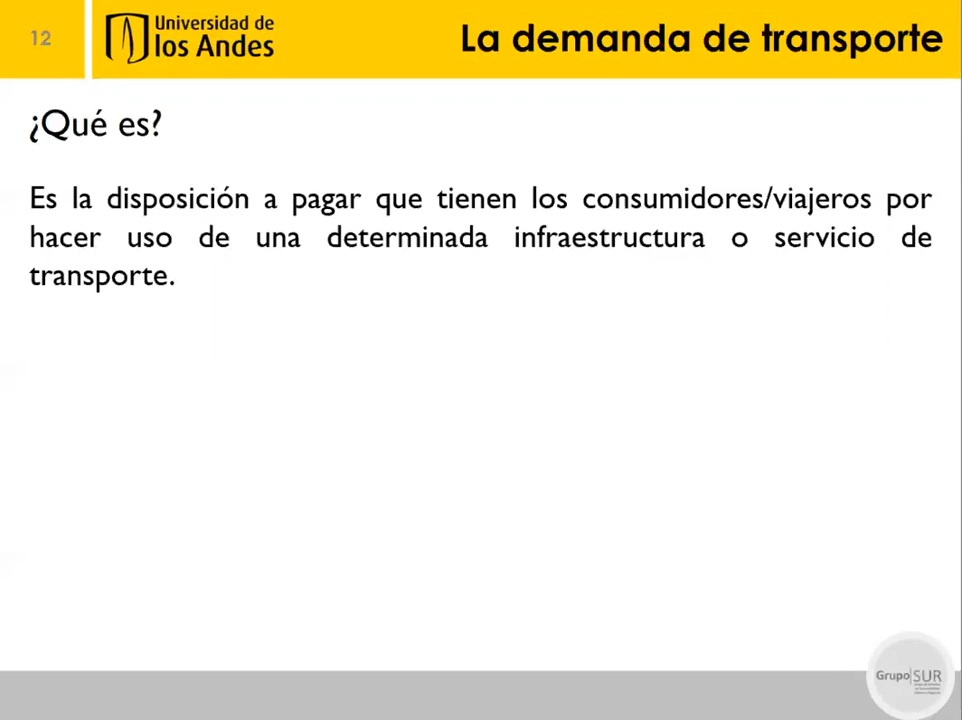 12
Universidad de
los Andes
La demanda de transporte
¿Qué es?
Es la disposición a pagar que tienen los consumidores/viajeros por
hacer uso de una determinada infraestructura o servicio de
transporte.
Grupo|SUR